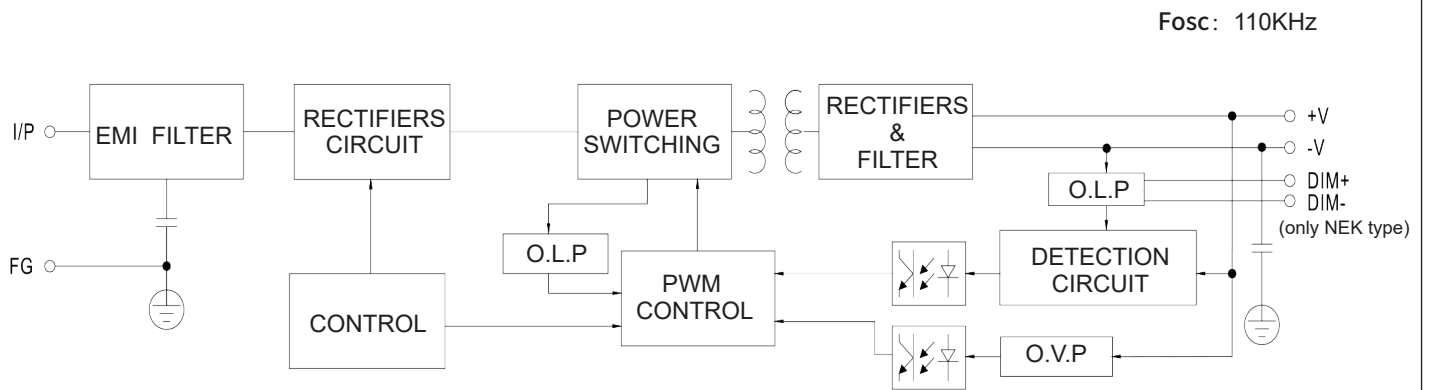 Fosc: 110KHz
I/P
EMI FILTER
RECTIFIERS
CIRCUIT
POWER
SWITCHING
RECTIFIERS
&
FILTER
+V
-V
O.L.P
DIM+
DIM-
(only NEK type)
FG
O.L.P
CONTROL
PWM
CONTROL
DETECTION
CIRCUIT
O.V.P